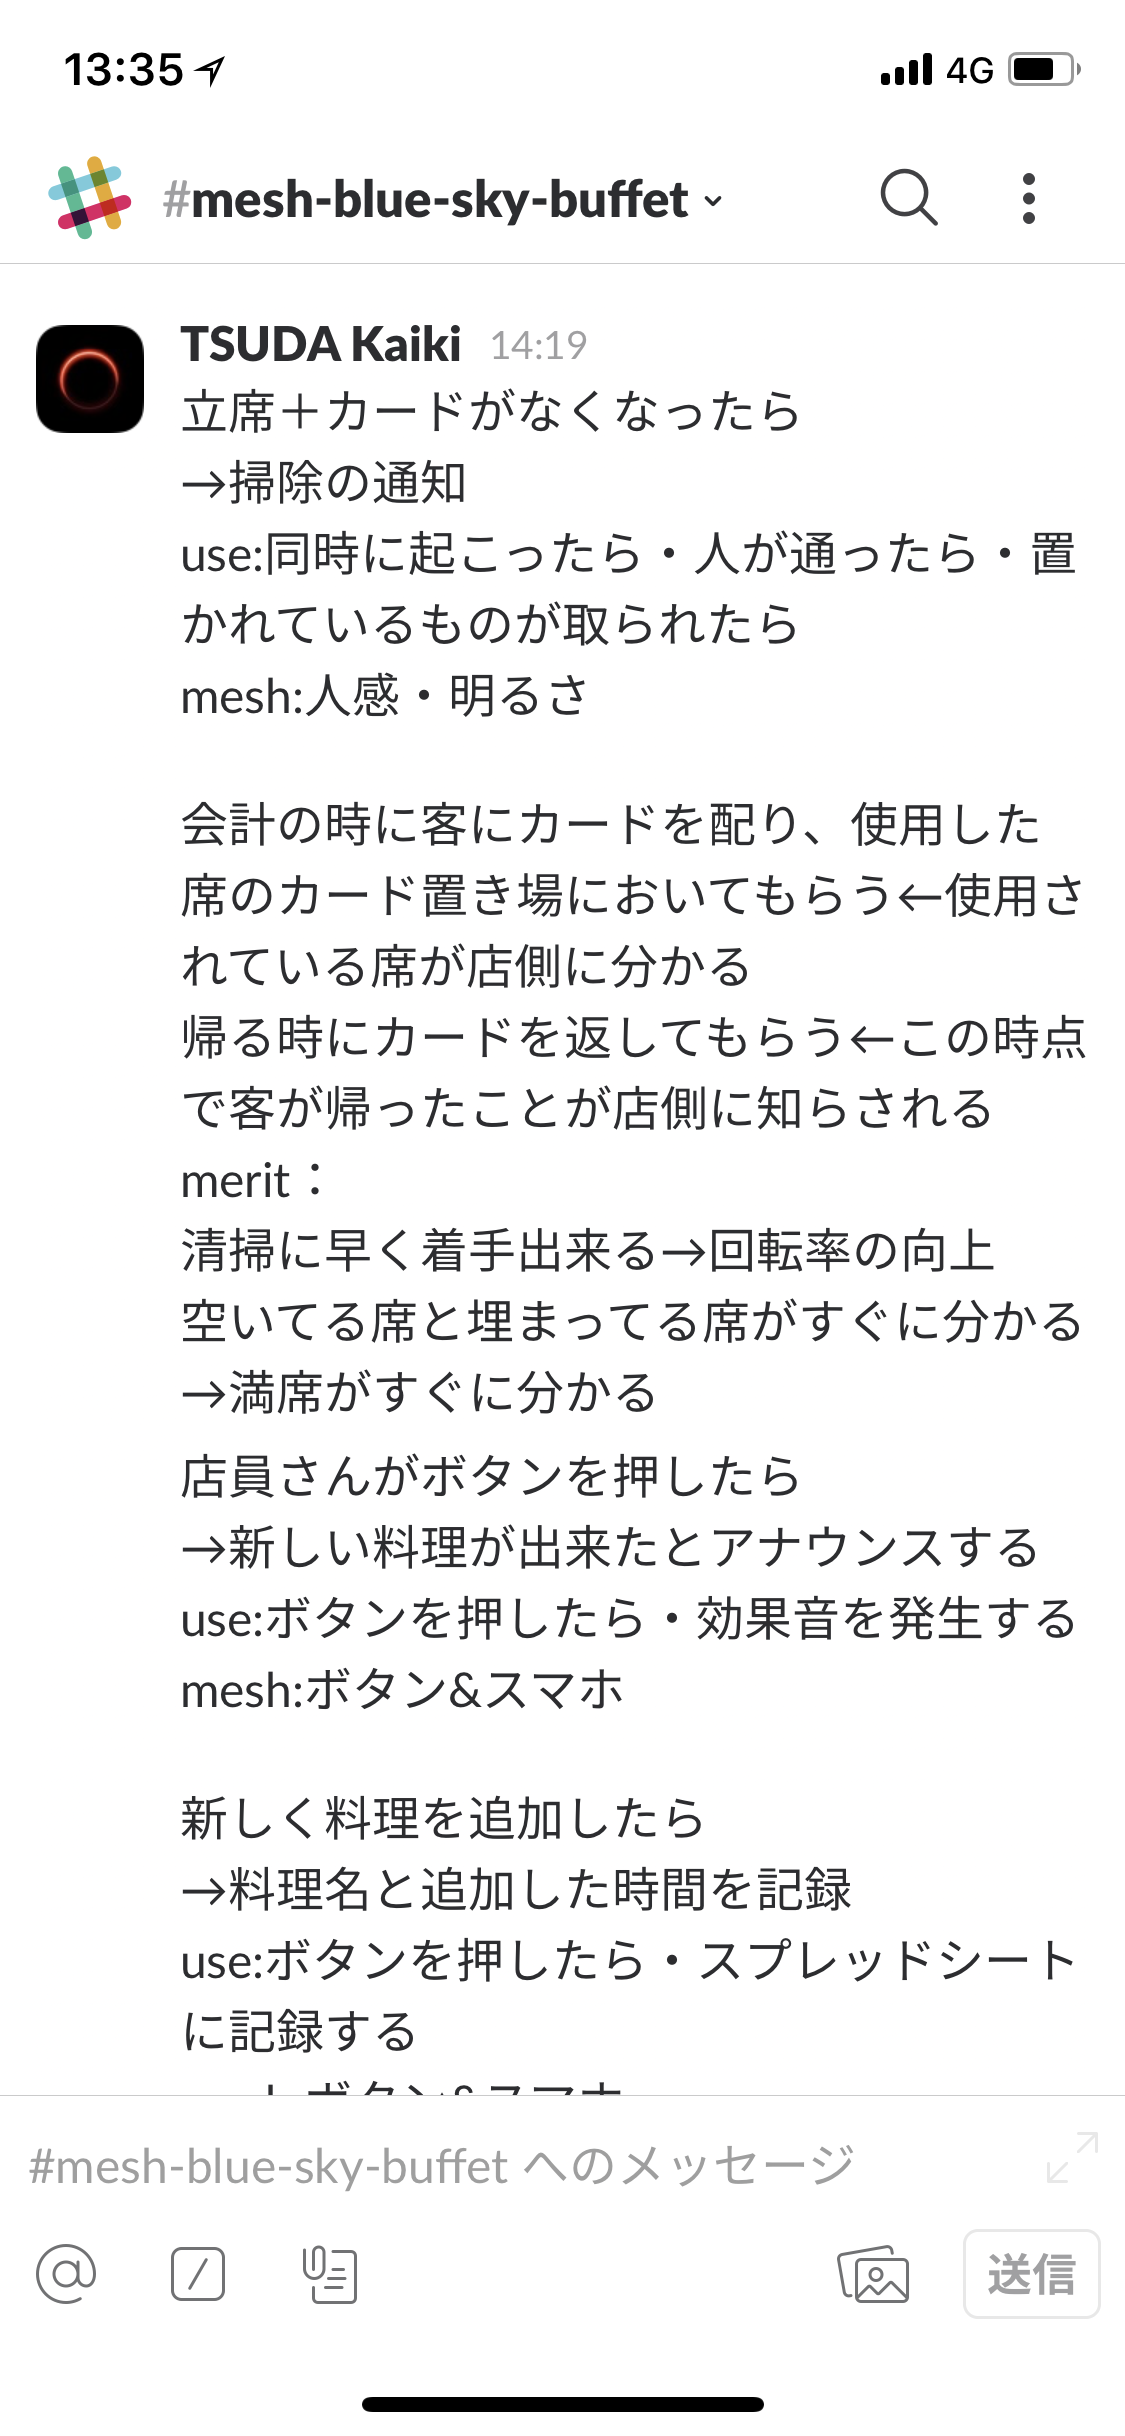 13:35
4G
#mesh-blue-sky-buffet
TSUDA Kaiki 14:19
立席＋カードがなくなったら
→掃除の通知
use:同時に起こったら・人が通ったら・置
かれているものが取られたら
mesh:人感・明るさ
会計の時に客にカードを配り、使用した
席のカード置き場においてもらう←使用さ
れている席が店側に分かる
帰る時にカードを返してもらう←この時点
で客が帰ったことが店側に知らされる
merit：
清掃に早く着手出来る→回転率の向上
空いてる席と埋まってる席がすぐに分かる
→満席がすぐに分かる
店員さんがボタンを押したら
→新しい料理が出来たとアナウンスする
use:ボタンを押したら・効果音を発生する
mesh:ボタン&スマホ
新しく料理を追加したら
→料理名と追加した時間を記録
use:ボタンを押したら・スプレッドシート
に記録する
#mesh-blue-sky-buffet へのメッセージ
送信